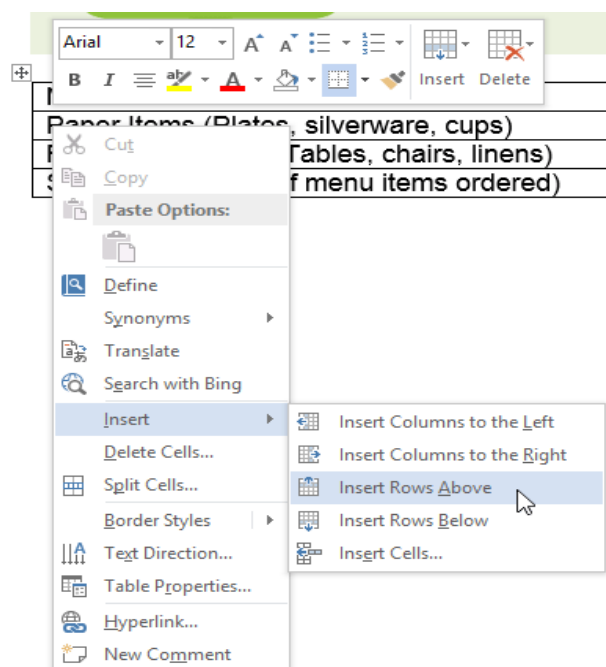 Arial 12 A A
B I ab A Insert Delete
Paper Items (Plates, silverware, cups)
Tables, chairs, linens)
f menu items ordered)
Cut
Copy
Paste Options:
Define
Synonyms
Translate
Search with Bing
Insert
Delete Cells...
Split Cells...
Border Styles
Text Direction...
Table Properties...
Hyperlink...
New Comment
Insert Columns to the Left
Insert Columns to the Right
Insert Rows Above
Insert Rows Below
Insert Cells...